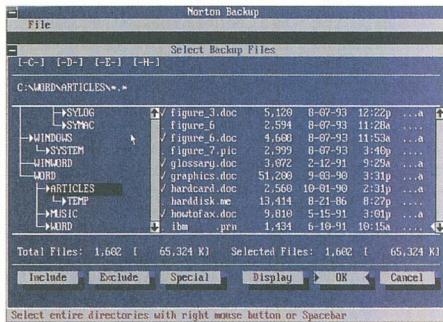 Norton Backup
File
Select Backup Files
[-C-] [-D-] [-E-] [-H-]
C:\WORD\ARTICLES\*.*
SYLOG
SYMAC
WINDOWS
SYSTEM
WINWORD
WORD
ARTICLES
TEMP
MUSIC
WORD
√ figure_3.doc 5,120 8-07-93 12:22p ...a
figure_6 2,594 8-07-93 11:28a ....
√ figure_6.doc 4,608 8-07-93 11:53a ...a
figure_7.pic 2,999 8-07-93 3:40p ....
√ glossary.doc 3,072 2-12-91 9:29a ...a
√ graphics.doc 51,200 9-03-90 3:31p ...a
√ hardcard.doc 2,560 10-01-90 2:31p ...a
harddisk.me 13,414 8-21-86 8:27p ....
√ howtofax.doc 9,810 5-15-91 3:01p ...a
ibm .prn 1,434 6-10-91 10:15a ....
Total Files: 1,602 [ 65,324 K] Selected Files: 1,602 [ 65,324 K]
Include Exclude Special Display OK Cancel
Select entire directories with right mouse button or Spacebar